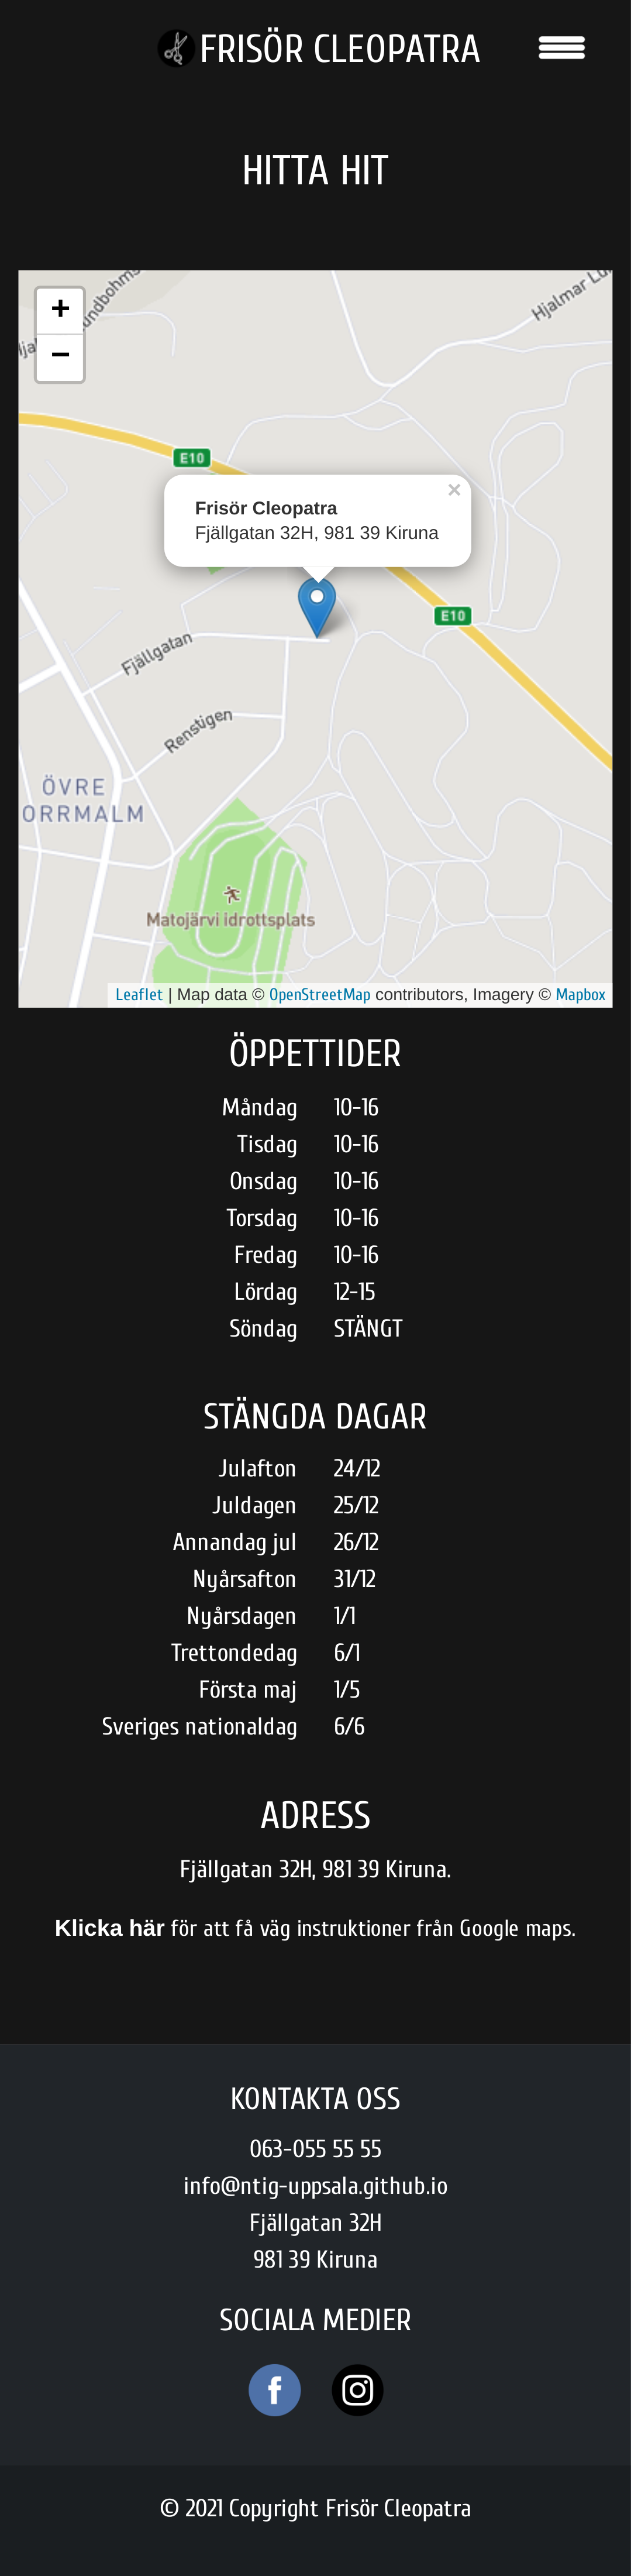 FRISÖR CLEOPATRA
HITTA HIT
+
−
Hjalmar
E10
×
Frisör Cleopatra
Fjällgatan 32H, 981 39 Kiruna
E10
Fjällgatan
Renstigen
ÖVRE
ORRMALM
Matojärvi idrottsplats
Leaflet | Map data © OpenStreetMap contributors, Imagery © Mapbox
ÖPPETTIDER
Måndag 10-16
Tisdag 10-16
Onsdag 10-16
Torsdag 10-16
Fredag 10-16
Lördag 12-15
Söndag STÄNGT
STÄNGDA DAGAR
Julafton 24/12
Juldagen 25/12
Annandag jul 26/12
Nyårsafton 31/12
Nyårsdagen 1/1
Trettondedag 6/1
Första maj 1/5
Sveriges nationaldag 6/6
ADRESS
Fjällgatan 32H, 981 39 Kiruna.
Klicka här för att få väg instruktioner från Google maps.
KONTAKTA OSS
063-055 55 55
info@ntig-uppsala.github.io
Fjällgatan 32H
981 39 Kiruna
SOCIALA MEDIER
© 2021 Copyright Frisör Cleopatra